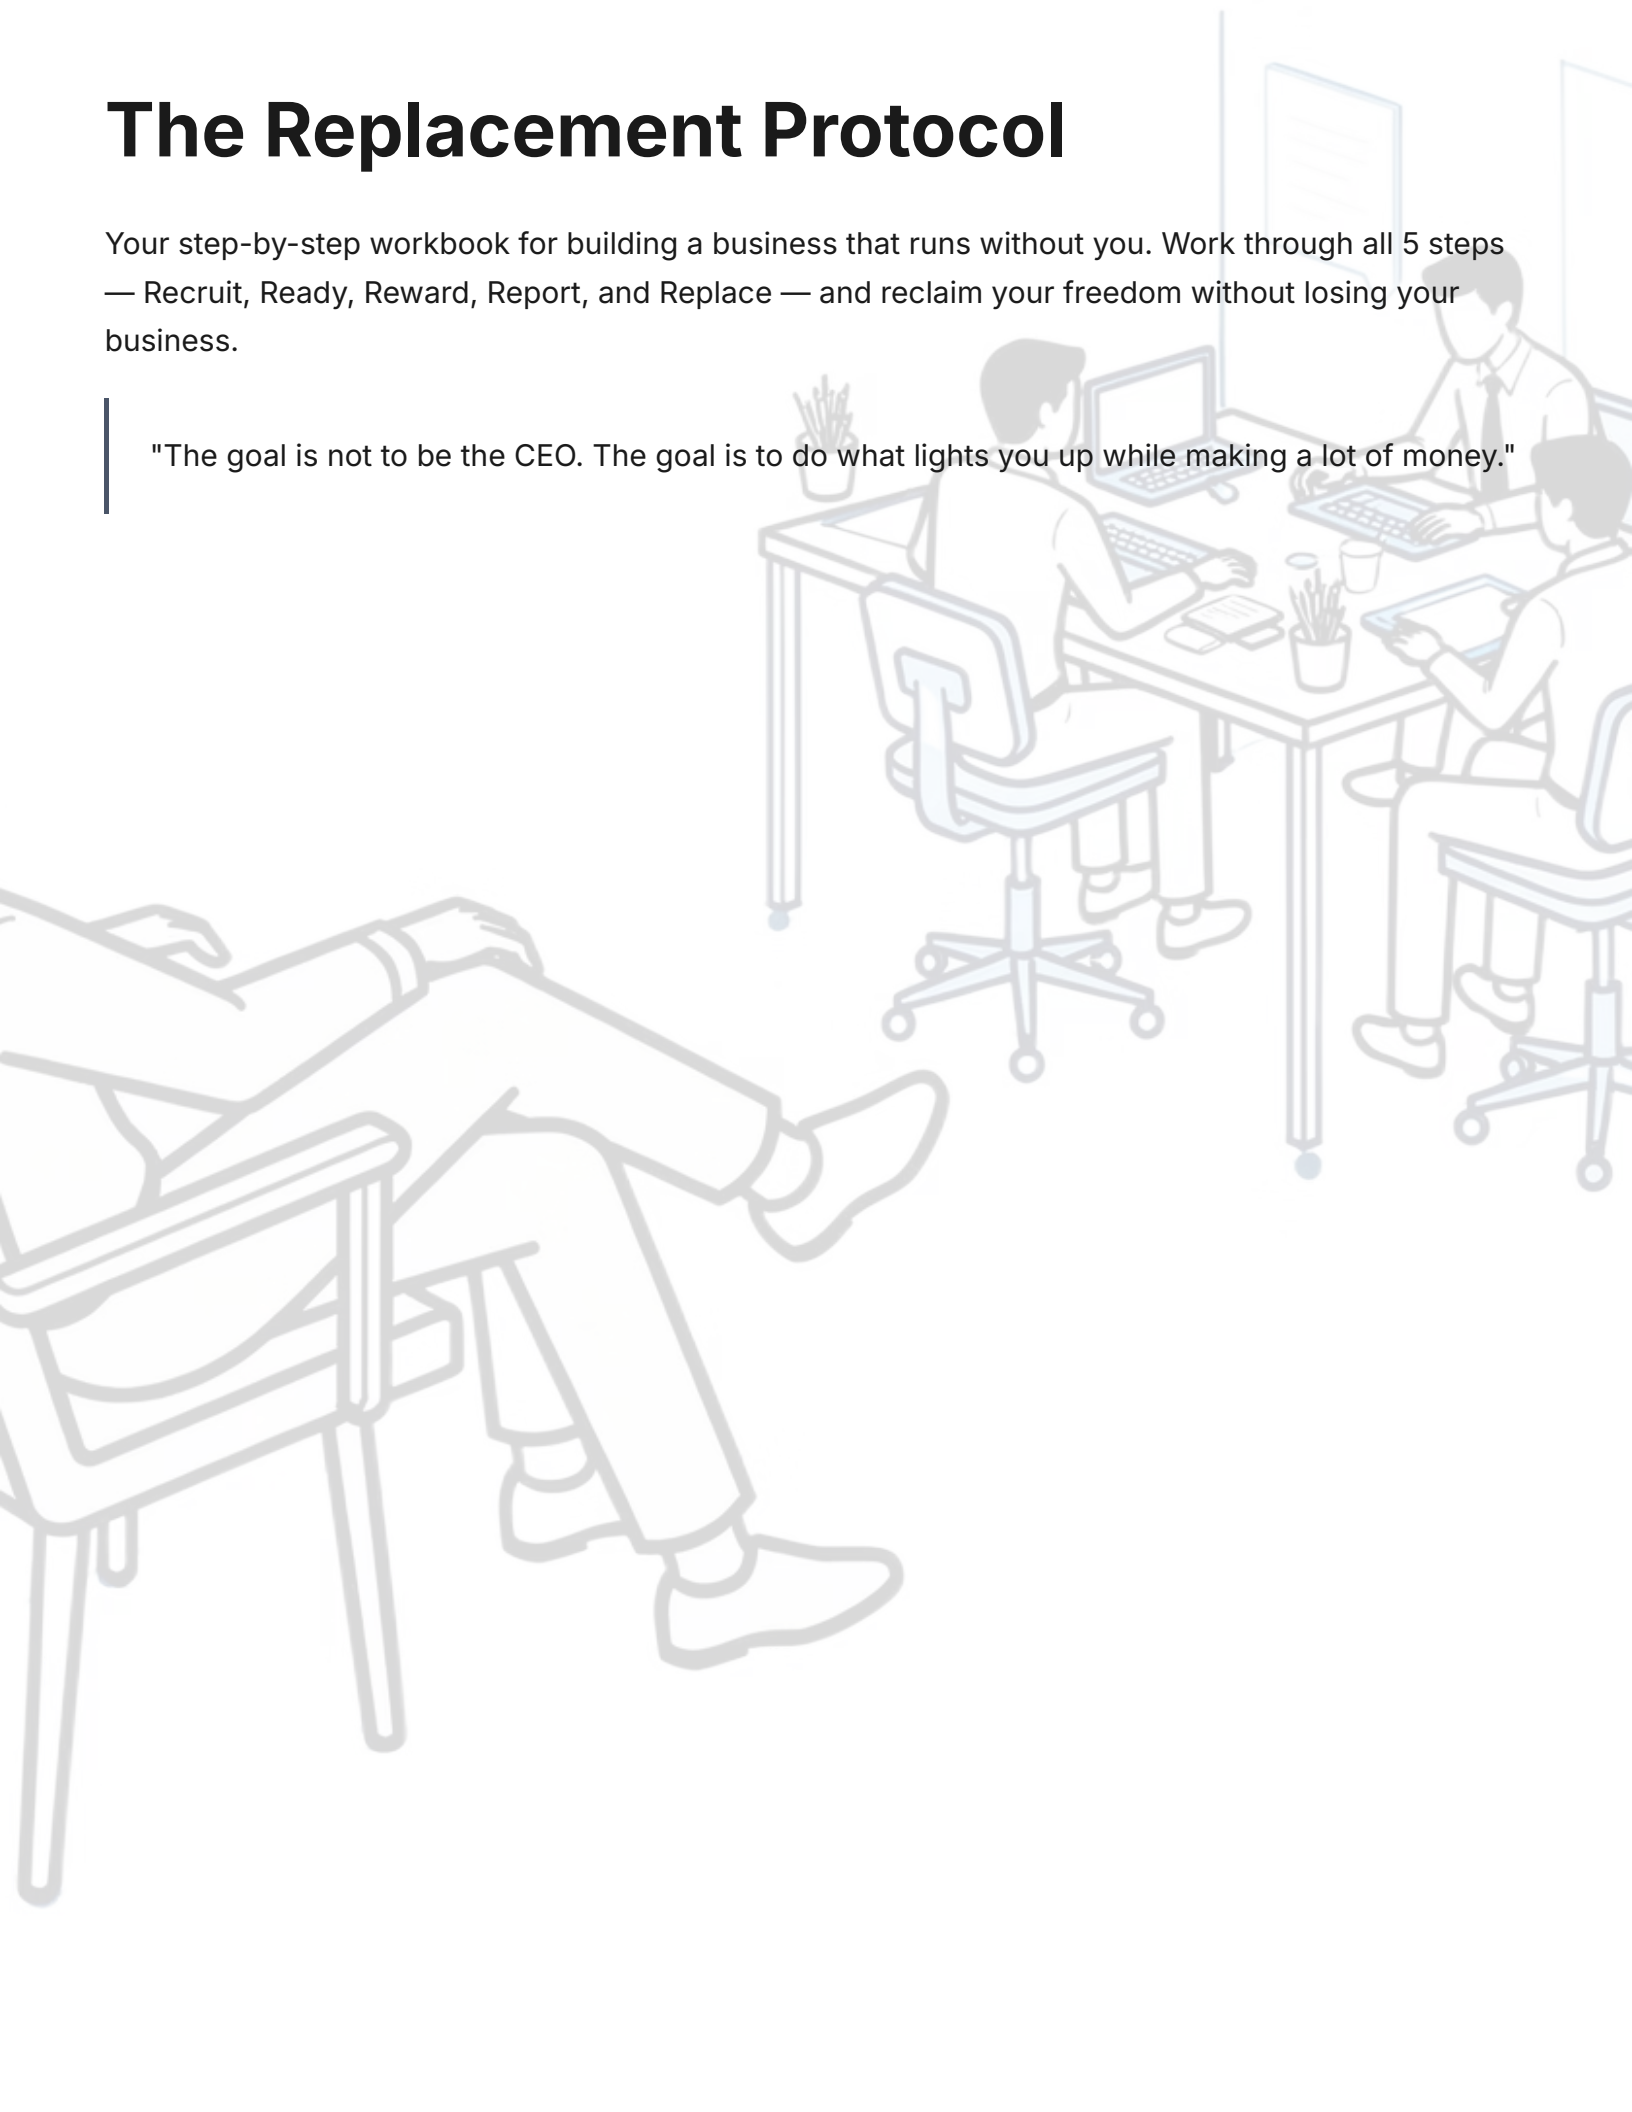 The Replacement Protocol
Your step-by-step workbook for building a business that runs without you. Work through all 5 steps
— Recruit, Ready, Reward, Report, and Replace — and reclaim your freedom without losing your
business.
"The goal is not to be the CEO. The goal is to do what lights you up while making a lot of money."